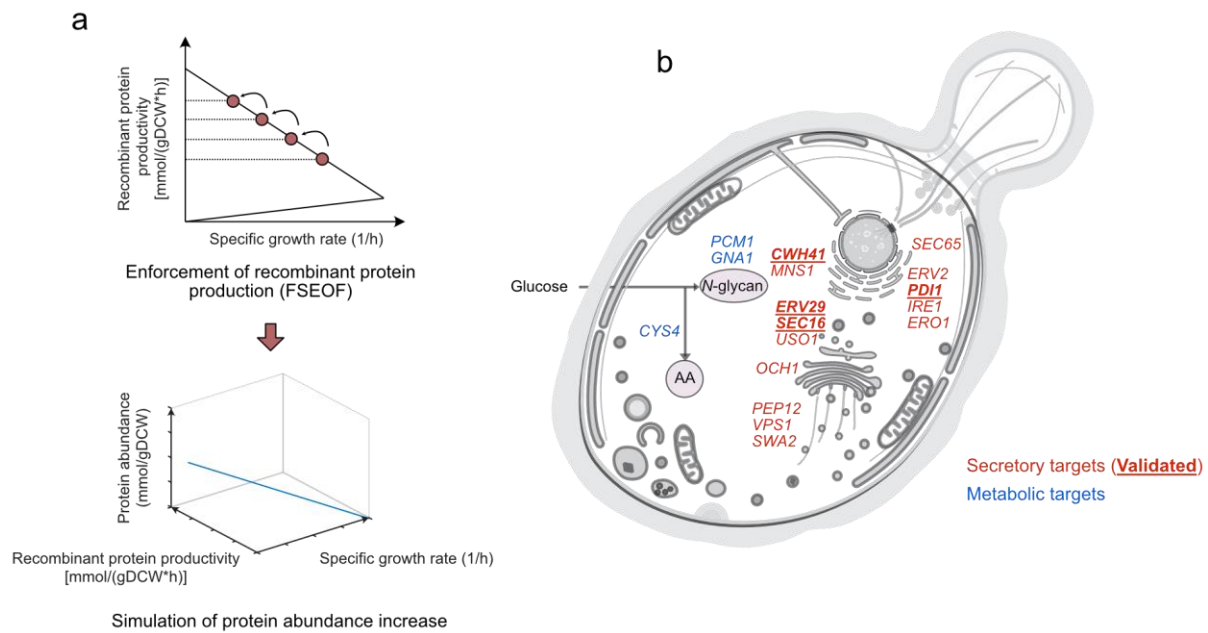 a
Recombinant protein
productivity
[mmol/(gDCW*h)]
Specific growth rate (1/h)
Enforcement of recombinant protein
production (FSEOF)
Protein abundance
(mmol/gDCW)
Recombinant protein productivity
[mmol/(gDCW*h)]
Specific growth rate (1/h)
Simulation of protein abundance increase
b
Glucose
PCM1
GNA1
N-glycan
CYS4
AA
CWH41
MNS1
ERV29
SEC16
USO1
OCH1
PEP12
VPS1
SWA2
SEC65
ERV2
PDI1
IRE1
ERO1
Secretory targets (Validated)
Metabolic targets